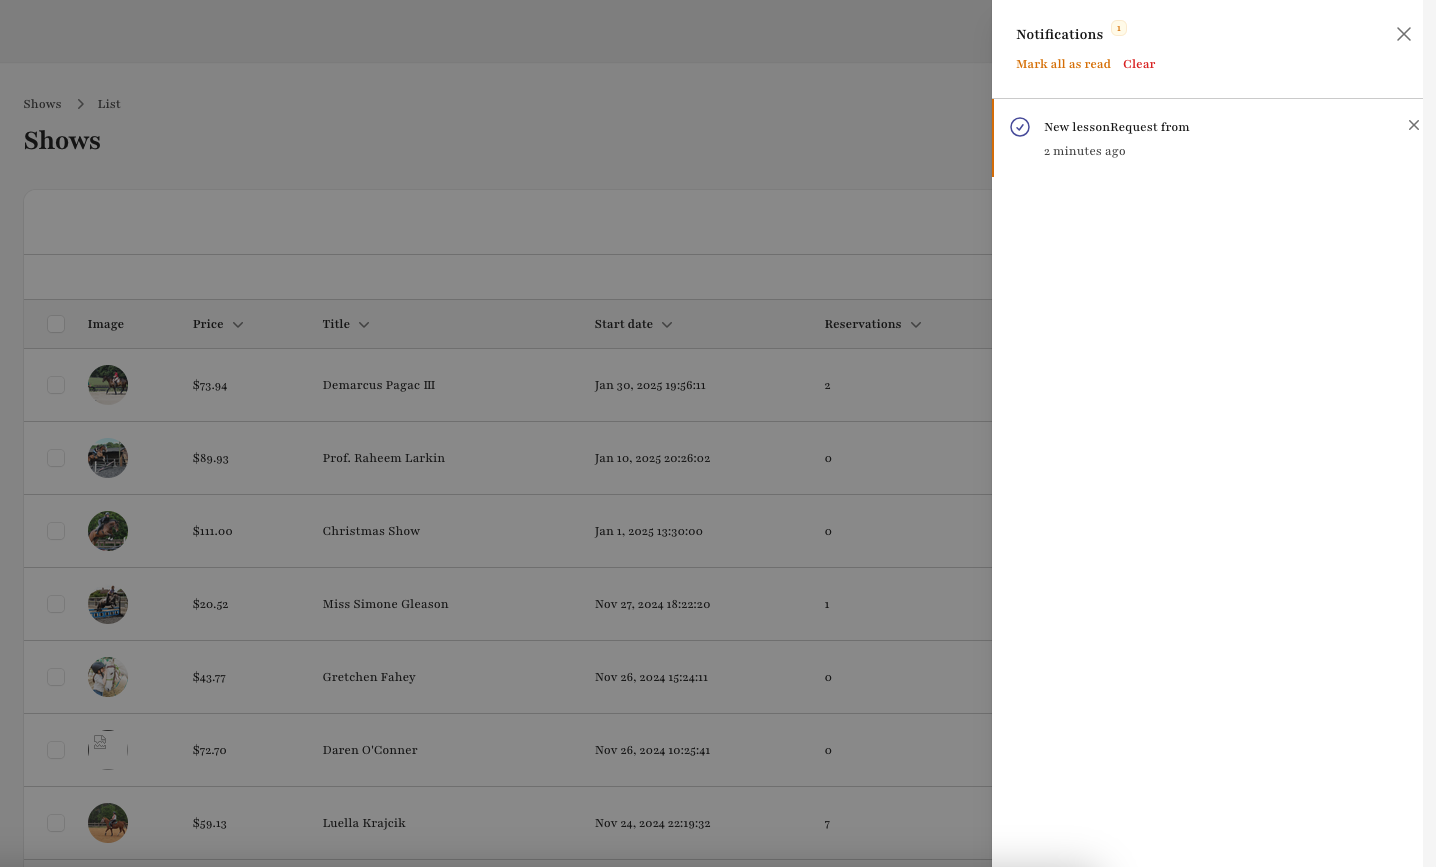 Notifications 1
Mark all as read Clear
New lessonRequest from
2 minutes ago
Shows List
Shows
Image Price Title Start date Reservations
$73.94 Demarcus Pagac III Jan 30, 2025 19:56:11 2
$89.93 Prof. Raheem Larkin Jan 10, 2025 20:26:02 0
$111.00 Christmas Show Jan 1, 2025 13:30:00 0
$20.52 Miss Simone Gleason Nov 27, 2024 18:22:20 1
$43.77 Gretchen Fahey Nov 26, 2024 15:24:11 0
$72.70 Daren O'Conner Nov 26, 2024 10:25:41 0
$59.13 Luella Krajcik Nov 24, 2024 22:19:32 7